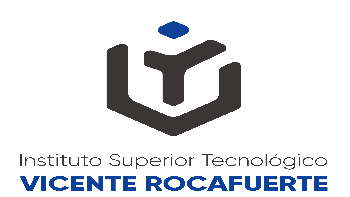 Instituto Superior Tecnológico
VICENTE ROCAFUERTE